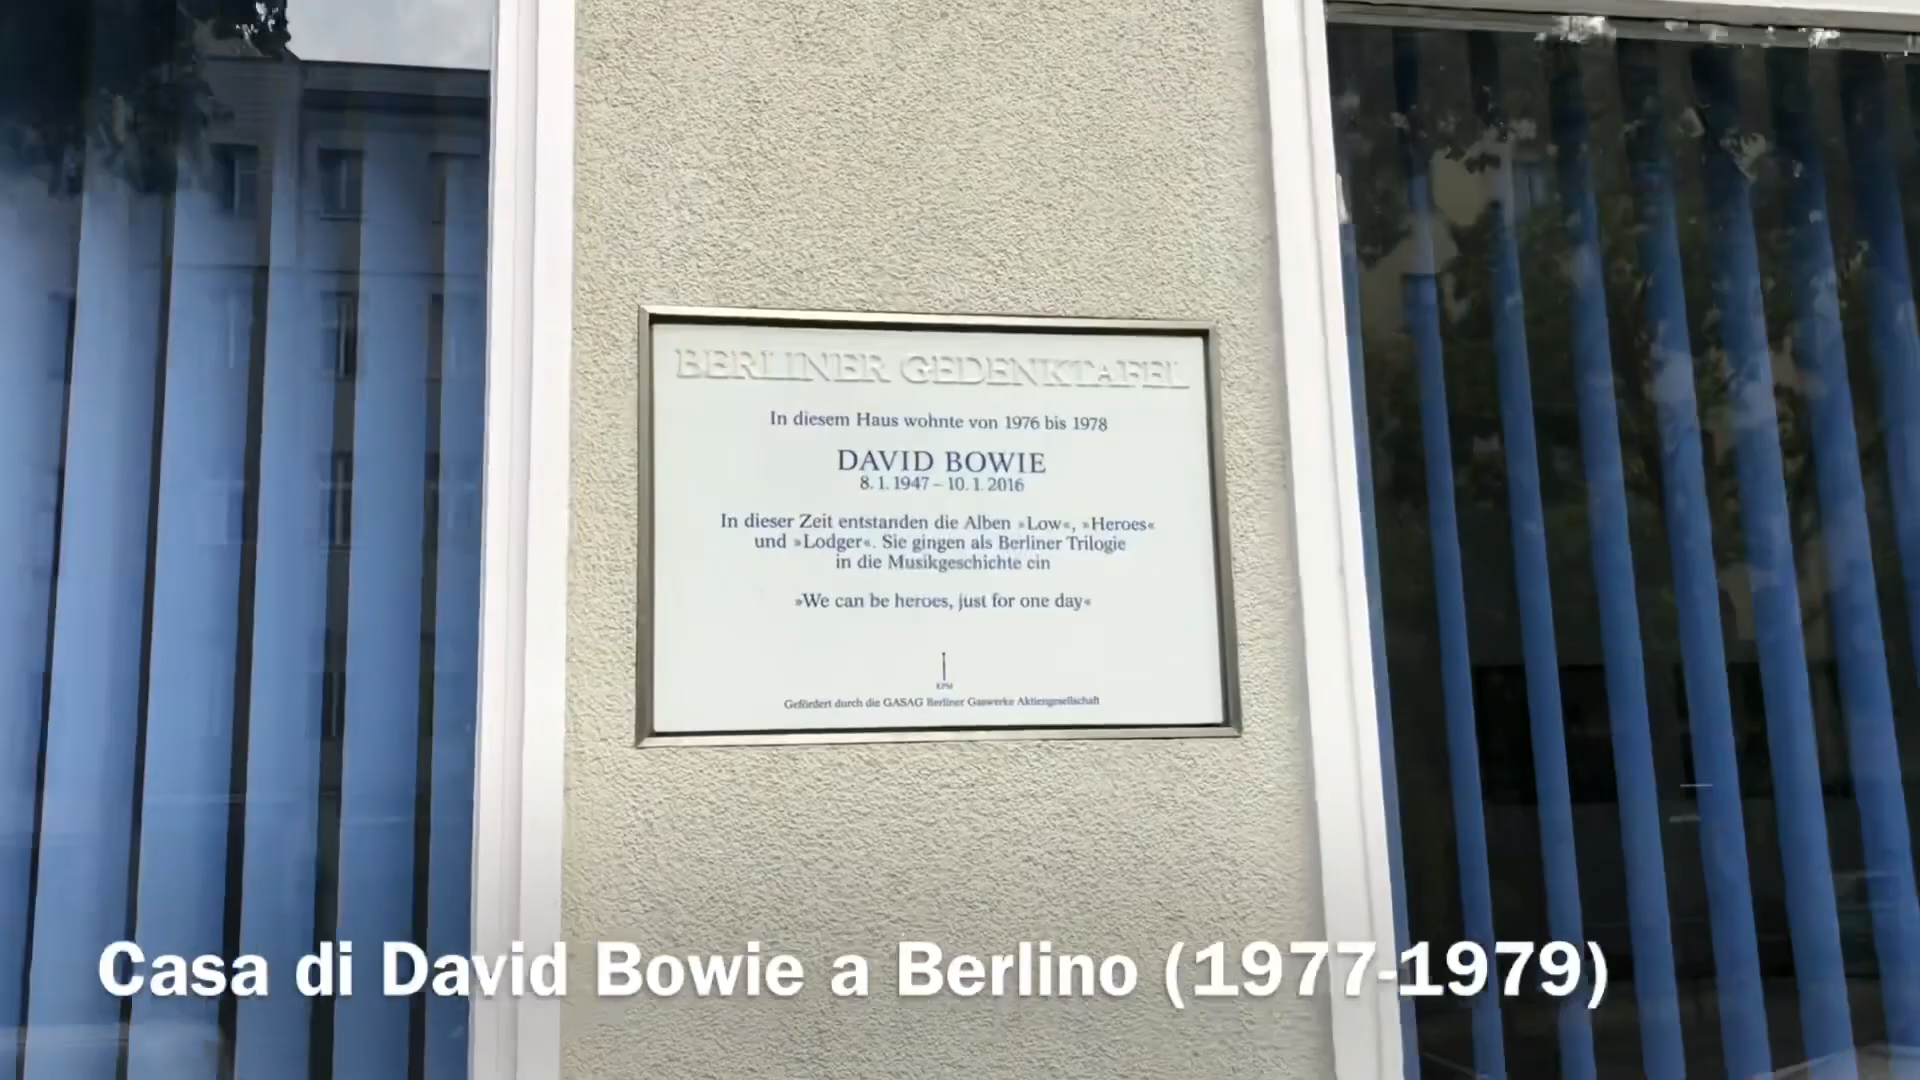 BERLINER GEDENKTAFEL
In diesem Haus wohnte von 1976 bis 1978
DAVID BOWIE
8. 1. 1947 – 10. 1. 2016
In dieser Zeit entstanden die Alben »Low«, »Heroes«
und »Lodger«. Sie gingen als Berliner Trilogie
in die Musikgeschichte ein
»We can be heroes, just for one day«
KPM
Gefördert durch die GASAG Berliner Gaswerke Aktiengesellschaft
Casa di David Bowie a Berlino (1977-1979)